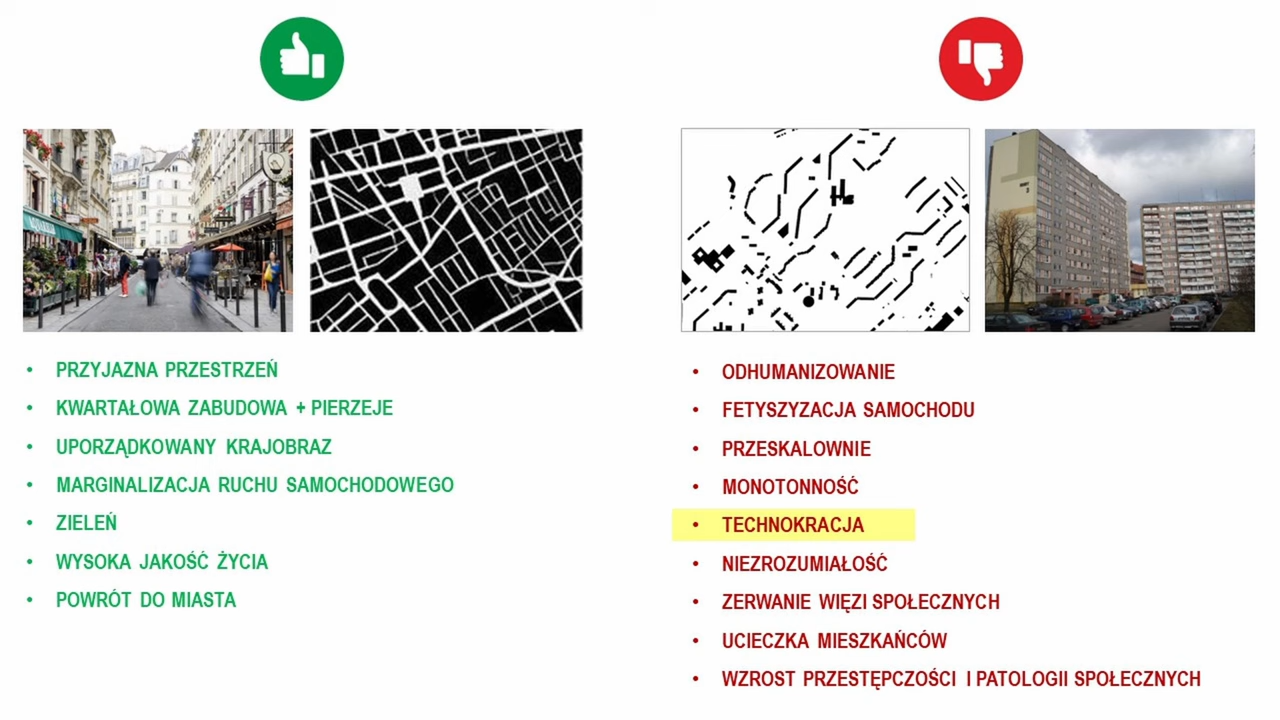 PRZYJAZNA PRZESTRZEŃ
KWARTAŁOWA ZABUDOWA + PIERZEJE
UPORZĄDKOWANY KRAJOBRAZ
MARGINALIZACJA RUCHU SAMOCHODOWEGO
ZIELEŃ
WYSOKA JAKOŚĆ ŻYCIA
POWRÓT DO MIASTA
ODHUMANIZOWANIE
FETYSZYZACJA SAMOCHODU
PRZESKALOWNIE
MONOTONNOŚĆ
TECHNOKRACJA
NIEZROZUMIAŁOŚĆ
ZERWANIE WIĘZI SPOŁECZNYCH
UCIECZKA MIESZKAŃCÓW
WZROST PRZESTĘPCZOŚCI I PATOLOGII SPOŁECZNYCH